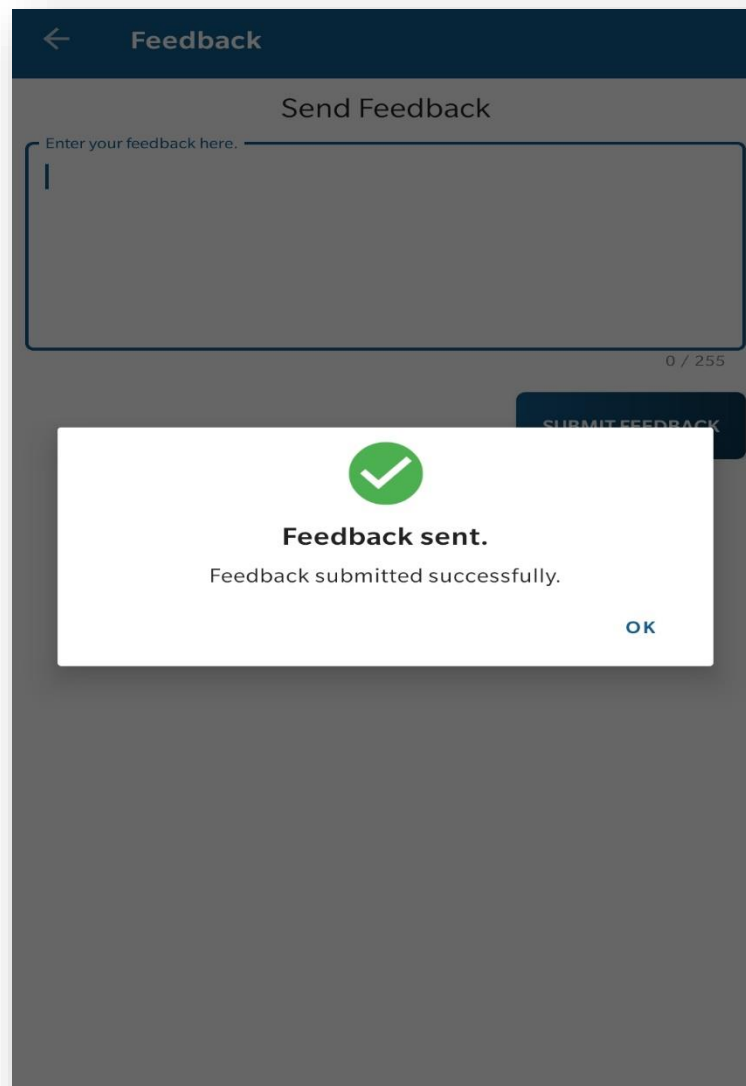 Feedback
Send Feedback
Enter your feedback here.
0 / 255
SUBMIT FEEDBACK
Feedback sent.
Feedback submitted successfully.
OK